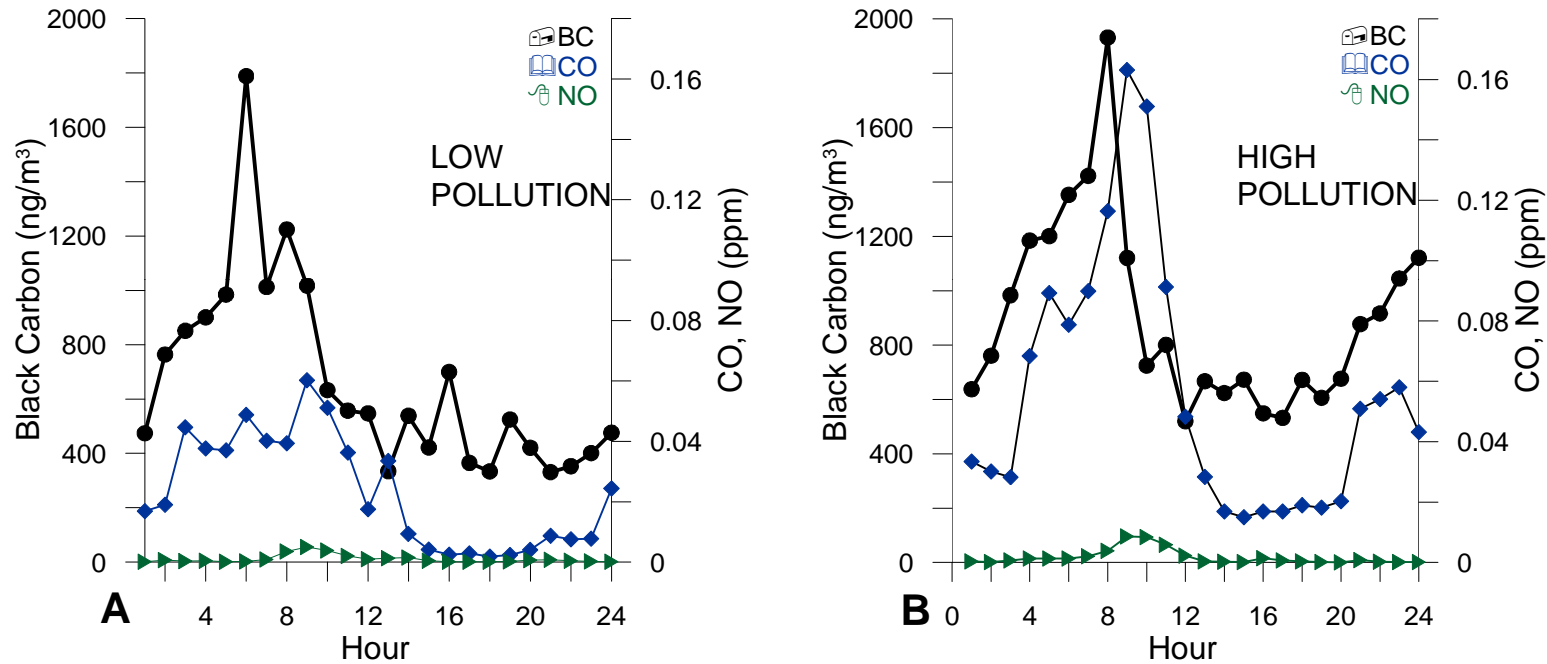 2000
1600
1200
800
400
0
Black Carbon (ng/m³)
BC
CO
NO
LOW
POLLUTION
0.16
0.12
0.08
0.04
0
CO, NO (ppm)
A
4 8 12 16 20 24
Hour
2000
1600
1200
800
400
0
Black Carbon (ng/m³)
BC
CO
NO
HIGH
POLLUTION
0.16
0.12
0.08
0.04
0
CO, NO (ppm)
B
0 4 8 12 16 20 24
Hour